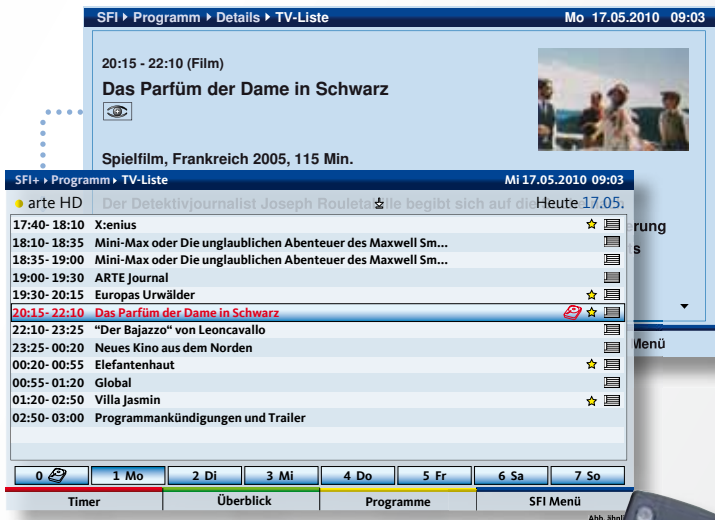 SFI ▸ Programm ▸ Details ▸ TV-Liste Mo 17.05.2010 09:03
20:15 - 22:10 (Film)
Das Parfüm der Dame in Schwarz
Spielfilm, Frankreich 2005, 115 Min.
SFI+ ▸ Programm ▸ TV-Liste Mi 17.05.2010 09:03
arte HD Heute 17.05.
Der Detektivjournalist Joseph begibt sich auf die
17:40- 18:10 X:enius
18:10- 18:35 Mini-Max oder Die unglaublichen Abenteuer des Maxwell Sm...
18:35- 19:00 Mini-Max oder Die unglaublichen Abenteuer des Maxwell Sm...
19:00- 19:30 ARTE Journal
19:30- 20:15 Europas Urwälder
20:15- 22:10 Das Parfüm der Dame in Schwarz
22:10- 23:25 “Der Bajazzo“ von Leoncavallo
23:25- 00:20 Neues Kino aus dem Norden
00:20- 00:55 Elefantenhaut
00:55- 01:20 Global
01:20- 02:50 Villa Jasmin
02:50- 03:00 Programmankündigungen und Trailer
0 1 Mo 2 Di 3 Mi 4 Do 5 Fr 6 Sa 7 So
Timer Überblick Programme SFI Menü
Menü